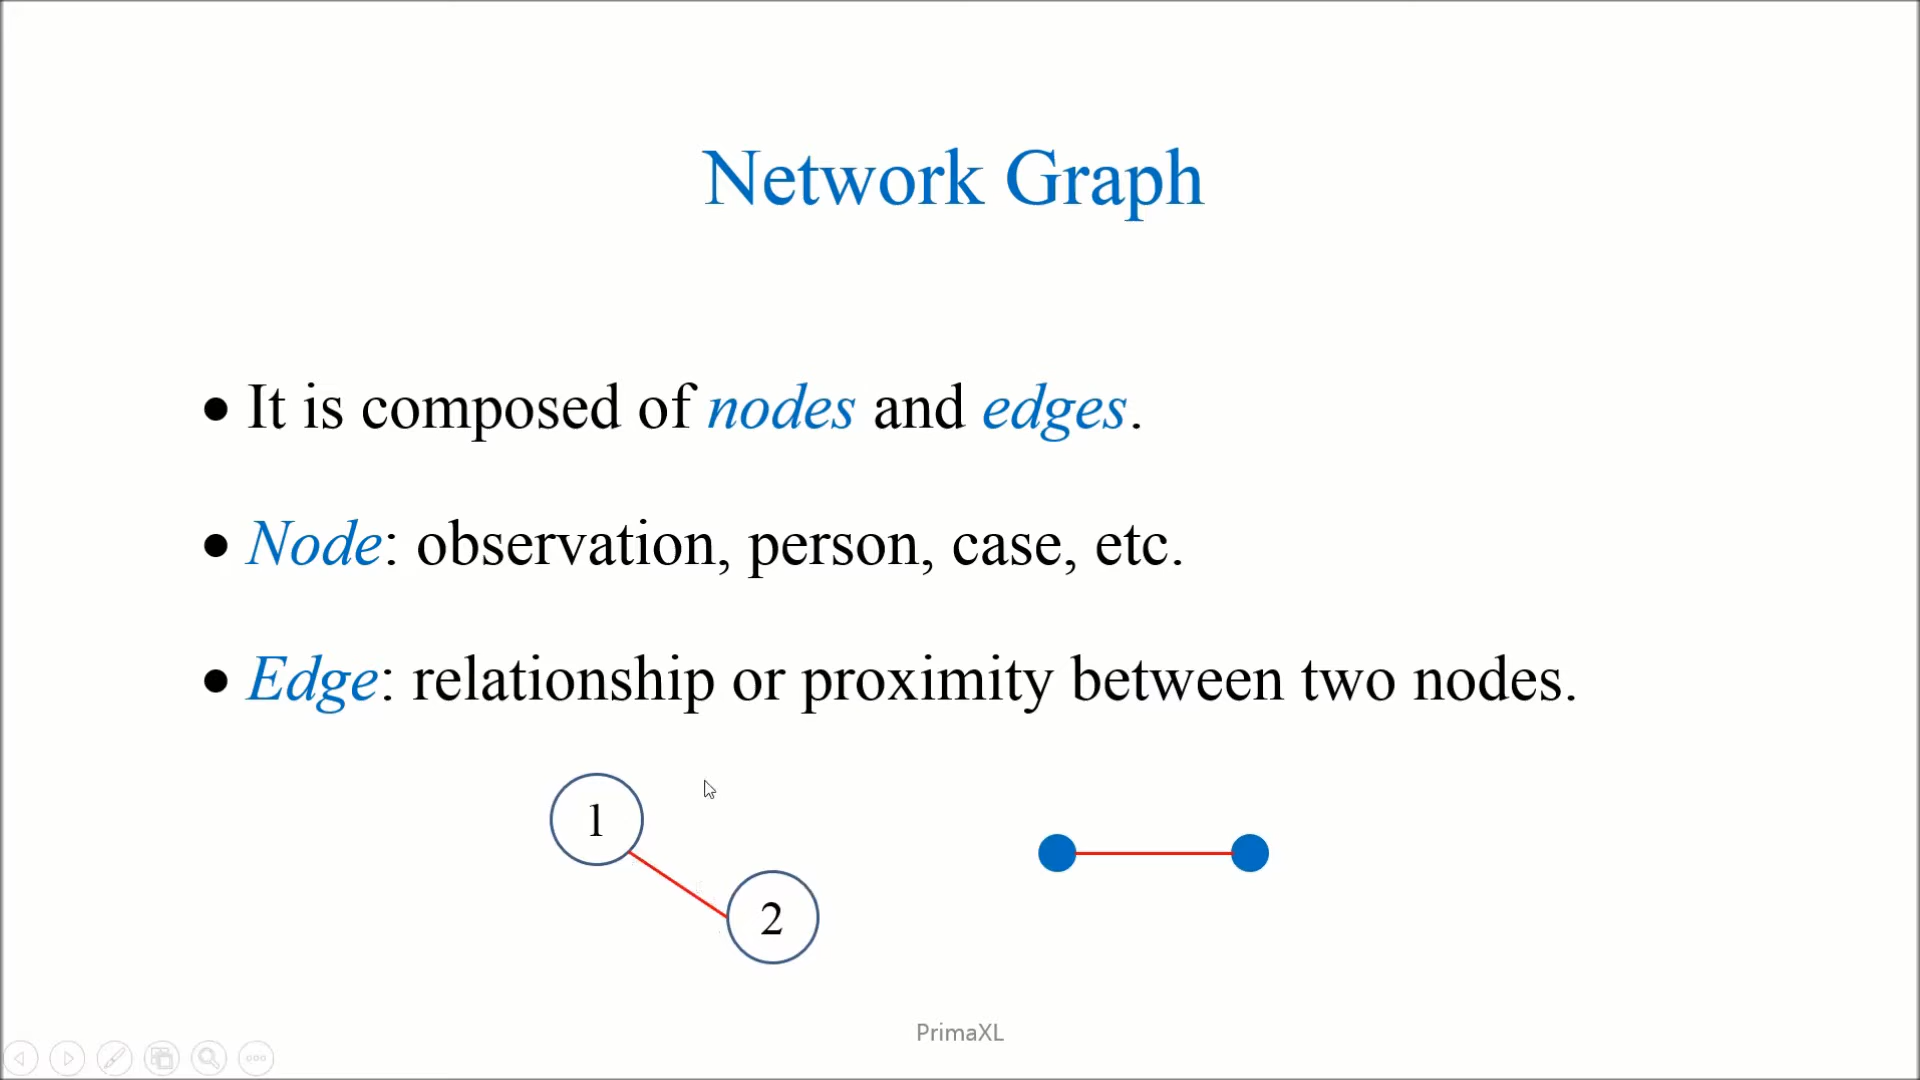 Network Graph
• It is composed of nodes and edges.
• Node: observation, person, case, etc.
• Edge: relationship or proximity between two nodes.
1
2
PrimaXL